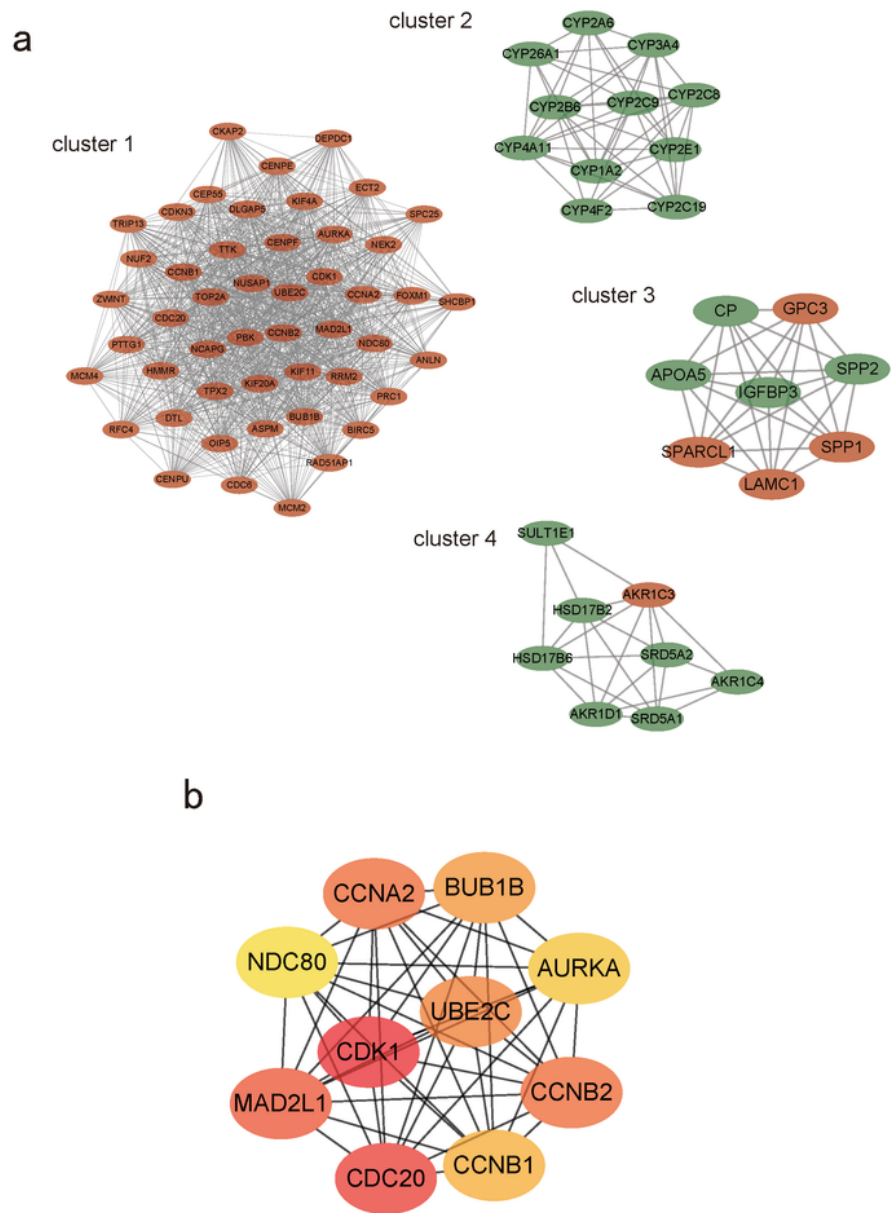 a
cluster 1
CKAP2
DEPDC1
CENPE
CEP55
KIF4A
ECT2
CDKN3
DLGAP5
SPC25
TRIP13
TTK
CENPF
AURKA
NEK2
NUF2
CCNB1
NUSAP1
CDK1
ZWINT
TOP2A
UBE2C
CCNA2
FOXM1
SHCBP1
CDC20
MAD2L1
PTTG1
NCAPG
PBK
CCNB2
NDC80
ANLN
MCM4
HMMR
KIF11
RRM2
TPX2
KIF20A
PRC1
RFC4
DTL
BUB1B
OIP5
ASPM
BIRC5
RAD51AP1
CENPU
CDC6
MCM2
cluster 2
CYP2A6
CYP26A1
CYP3A4
CYP2C8
CYP2B6
CYP2C9
CYP4A11
CYP2E1
CYP1A2
CYP4F2
CYP2C19
cluster 3
CP
GPC3
APOA5
SPP2
IGFBP3
SPARCL1
SPP1
LAMC1
cluster 4
SULT1E1
AKR1C3
HSD17B2
HSD17B6
SRD5A2
AKR1C4
AKR1D1
SRD5A1
b
CCNA2
BUB1B
NDC80
AURKA
UBE2C
CDK1
MAD2L1
CCNB2
CDC20
CCNB1